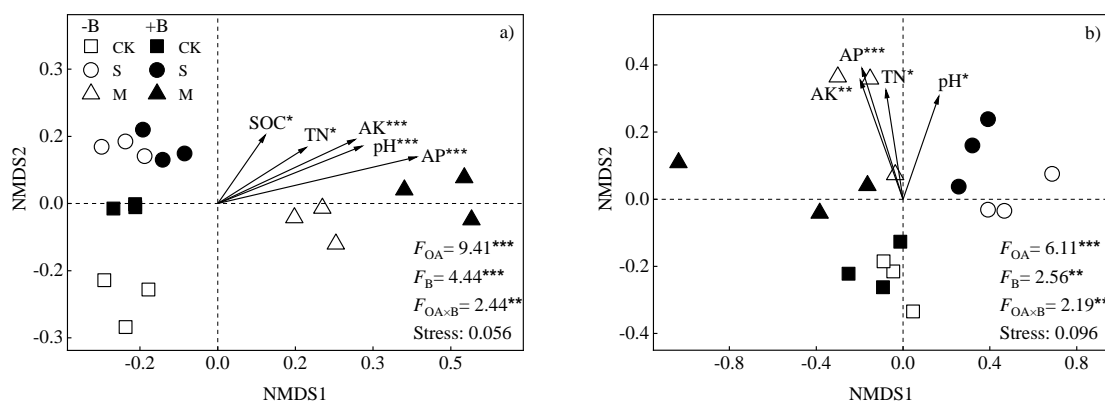 -B +B
CK CK
S S
M M
a)
SOC*
TN*
AK***
pH***
AP***
F_OA= 9.41***
F_B= 4.44***
F_OA×B= 2.44**
Stress: 0.056
0.3
0.2
0.0
-0.2
-0.3
NMDS2
-0.2 0.0 0.2 0.3 0.5
NMDS1
b)
AP***
AK**
TN*
pH*
F_OA= 6.11***
F_B= 2.56**
F_OA×B= 2.19**
Stress: 0.096
0.4
0.2
0.0
-0.2
-0.4
NMDS2
-0.8 -0.4 0.0 0.4 0.8
NMDS1